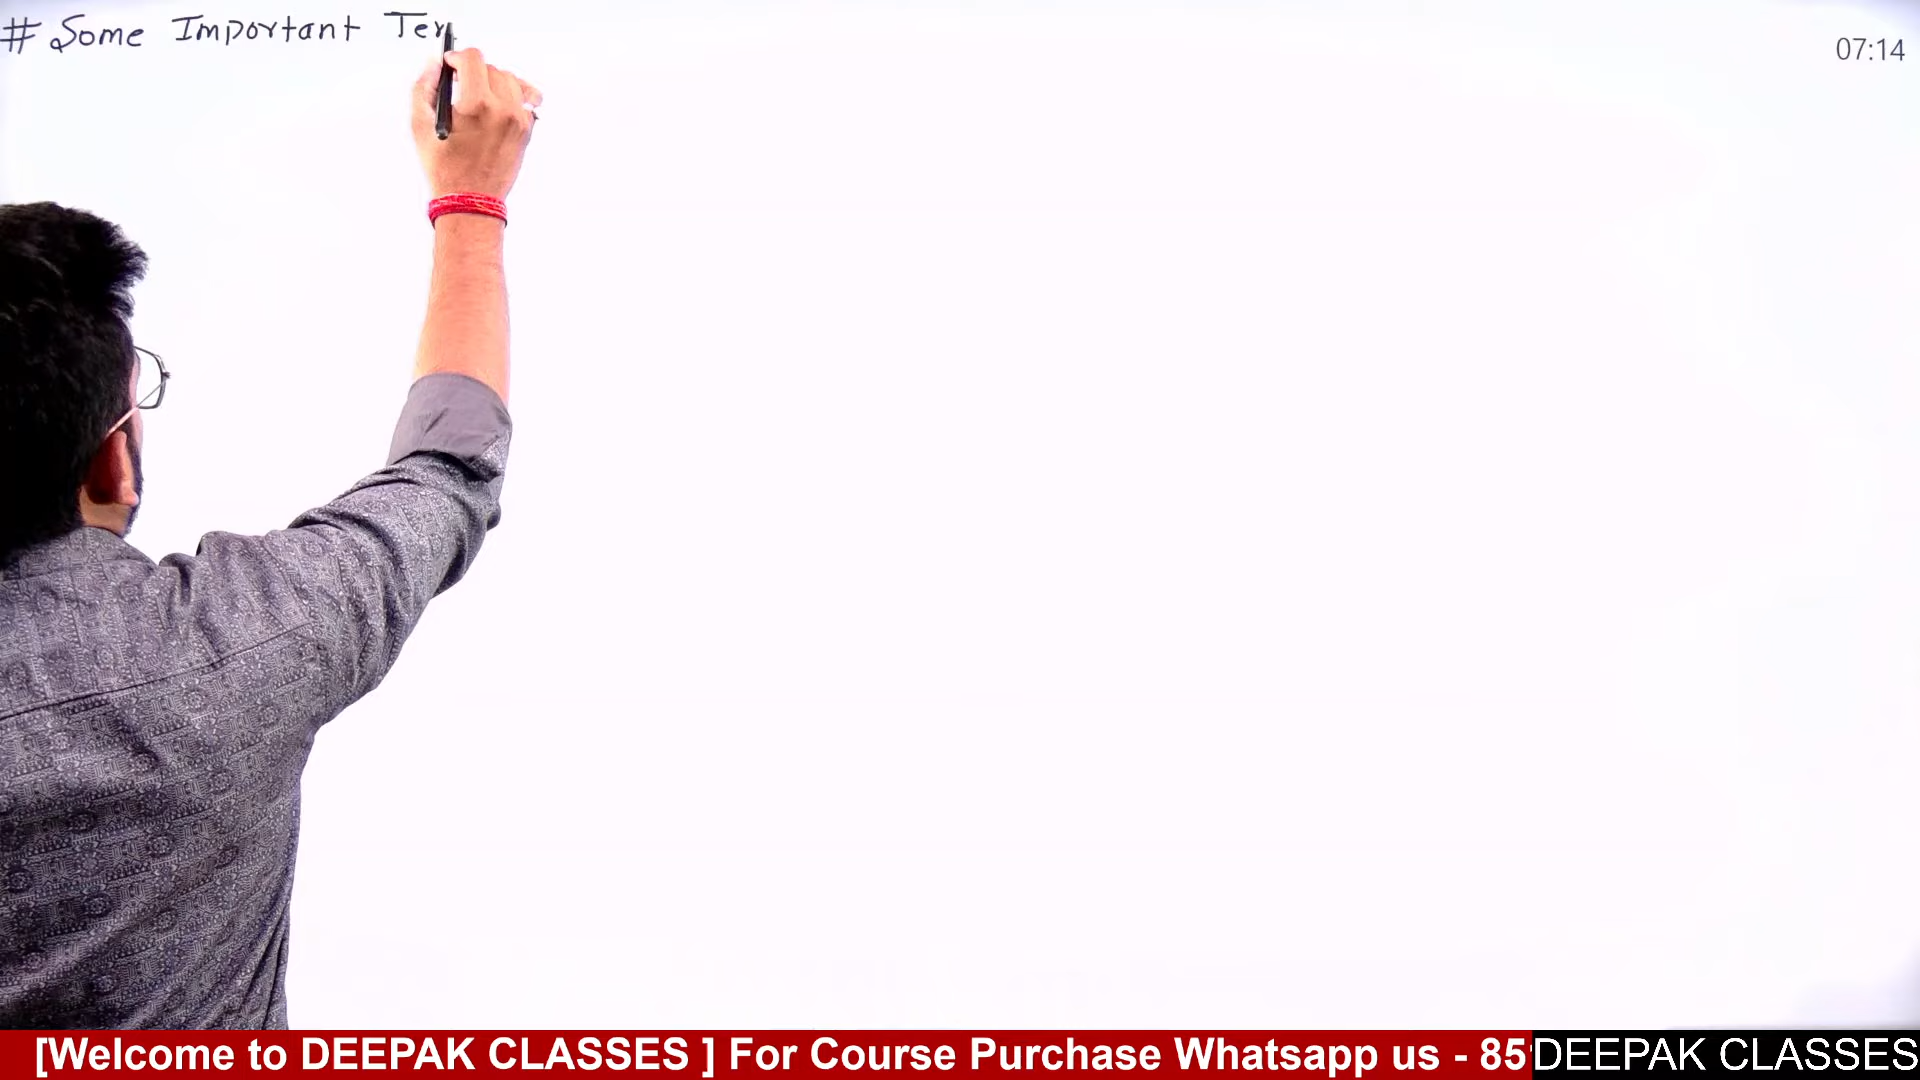 # Some Important Ter
07:14
[Welcome to DEEPAK CLASSES ] For Course Purchase Whatsapp us - 85
DEEPAK CLASSES